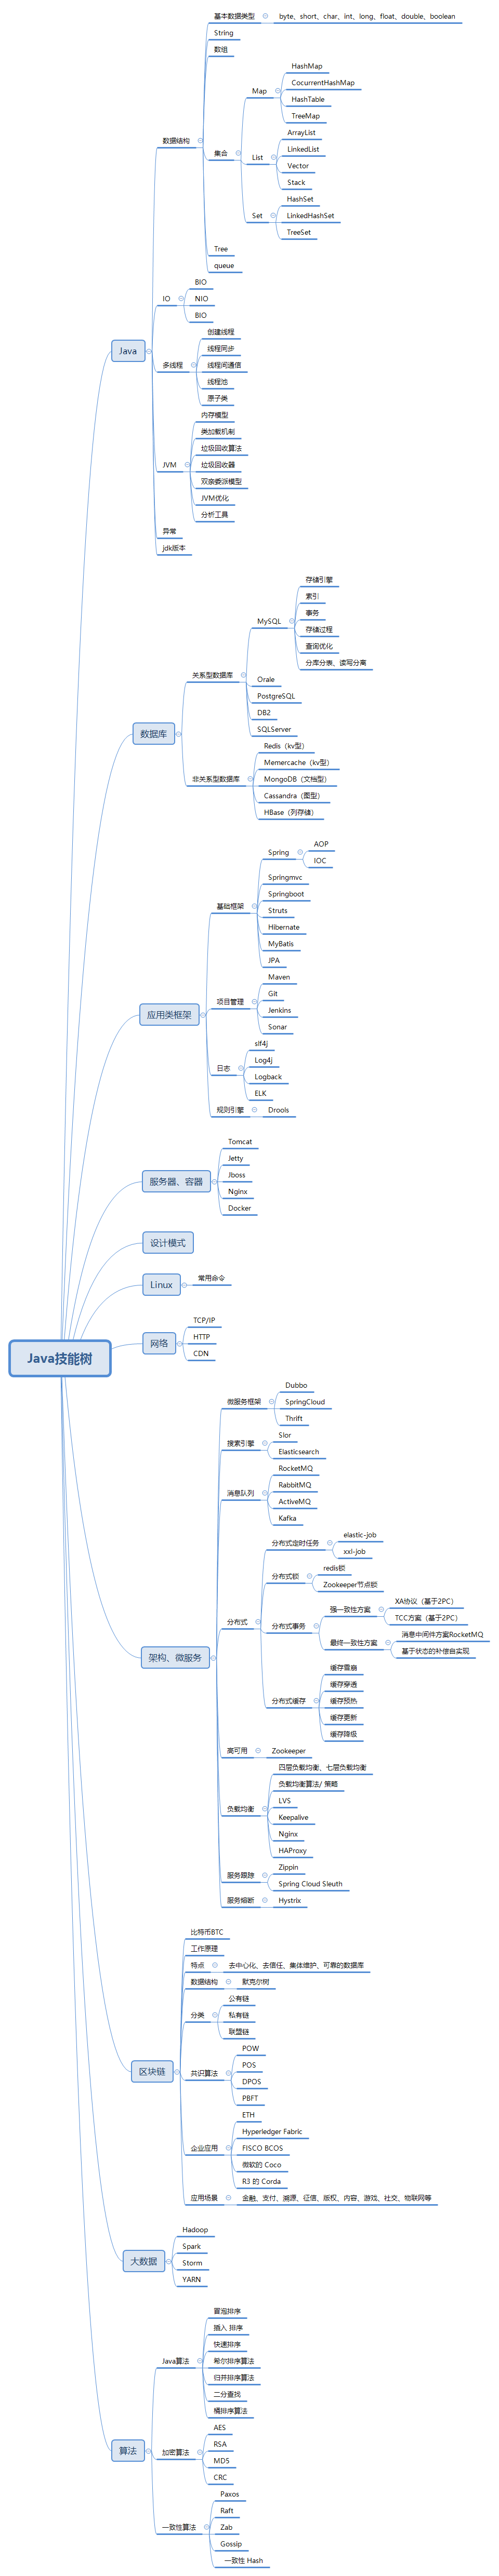 基本数据类型
byte、short、char、int、long、float、double、boolean
String
数组
HashMap
CocurrentHashMap
HashTable
TreeMap
Map
ArrayList
LinkedList
Vector
Stack
List
HashSet
LinkedHashSet
TreeSet
Set
集合
Tree
queue
数据结构
BIO
NIO
BIO
IO
创建线程
线程同步
线程间通信
线程池
原子类
多线程
内存模型
类加载机制
垃圾回收算法
垃圾回收器
双亲委派模型
JVM优化
分析工具
JVM
异常
jdk版本
Java
存储引擎
索引
事务
存储过程
查询优化
分库分表、读写分离
MySQL
Orale
PostgreSQL
DB2
SQLServer
关系型数据库
Redis（kv型）
Memercache（kv型）
MongoDB（文档型）
Cassandra（图型）
HBase（列存储）
非关系型数据库
数据库
AOP
IOC
Spring
Springmvc
Springboot
Struts
Hibernate
MyBatis
JPA
基础框架
Maven
Git
Jenkins
Sonar
项目管理
slf4j
Log4j
Logback
ELK
日志
规则引擎
Drools
应用类框架
Tomcat
Jetty
Jboss
Nginx
Docker
服务器、容器
设计模式
Linux
常用命令
TCP/IP
HTTP
CDN
网络
Java技能树
Dubbo
SpringCloud
Thrift
微服务框架
Slor
Elasticsearch
搜索引擎
RocketMQ
RabbitMQ
ActiveMQ
Kafka
消息队列
elastic-job
xxl-job
分布式定时任务
redis锁
Zookeeper节点锁
分布式锁
XA协议（基于2PC）
TCC方案（基于2PC）
强一致性方案
消息中间件方案RocketMQ
基于状态的补偿自实现
最终一致性方案
分布式事务
缓存雪崩
缓存穿透
缓存预热
缓存更新
缓存降级
分布式缓存
分布式
高可用
Zookeeper
四层负载均衡、七层负载均衡
负载均衡算法/ 策略
LVS
Keepalive
Nginx
HAProxy
负载均衡
Zippin
Spring Cloud Sleuth
服务跟踪
服务熔断
Hystrix
架构、微服务
比特币BTC
工作原理
特点
去中心化、去信任、集体维护、可靠的数据库
数据结构
默克尔树
公有链
私有链
联盟链
分类
POW
POS
DPOS
PBFT
共识算法
ETH
Hyperledger Fabric
FISCO BCOS
微软的 Coco
R3 的 Corda
企业应用
应用场景
金融、支付、溯源、征信、版权、内容、游戏、社交、物联网等
区块链
Hadoop
Spark
Storm
YARN
大数据
冒泡排序
插入 排序
快速排序
希尔排序算法
归并排序算法
二分查找
桶排序算法
Java算法
AES
RSA
MD5
CRC
加密算法
Paxos
Raft
Zab
Gossip
一致性 Hash
一致性算法
算法